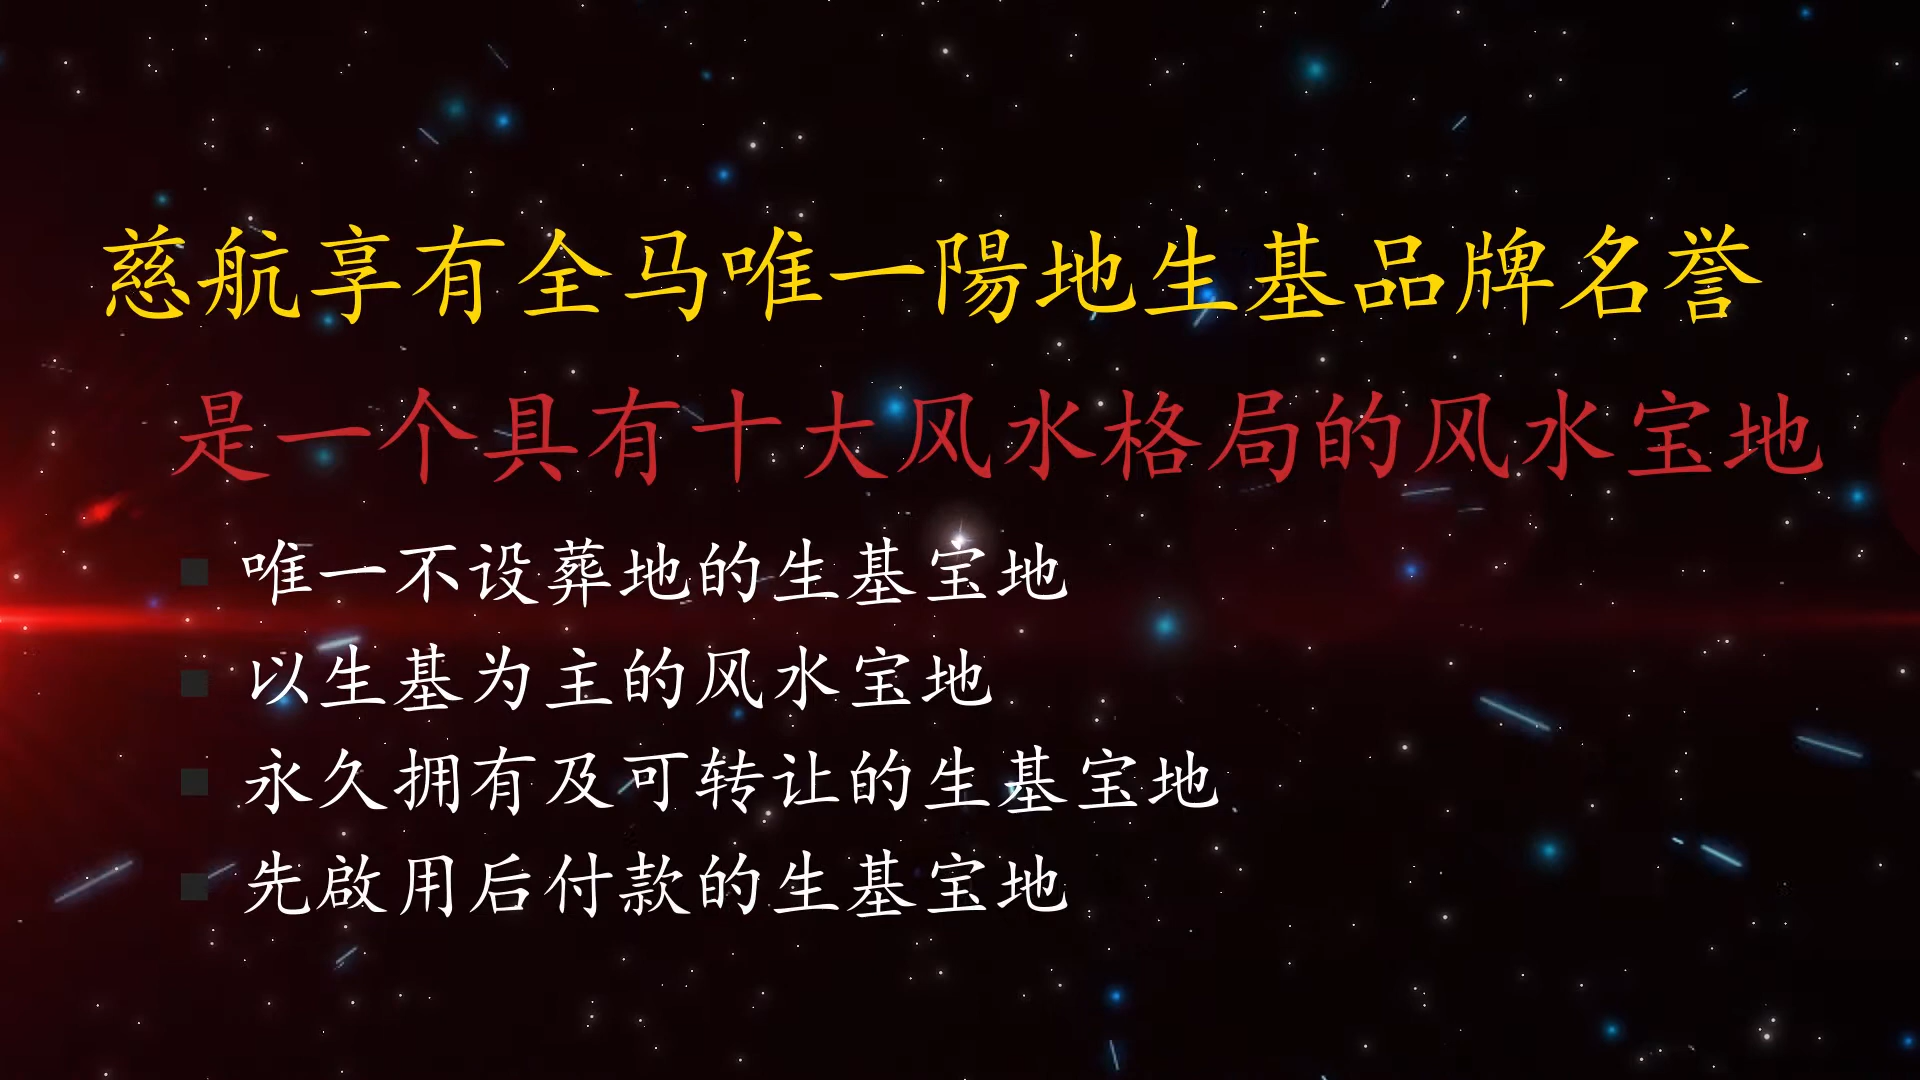 慈航享有全马唯一陽地生基品牌名誉
是一个具有十大风水格局的风水宝地
唯一不设葬地的生基宝地
以生基为主的风水宝地
永久拥有及可转让的生基宝地
先啟用后付款的生基宝地